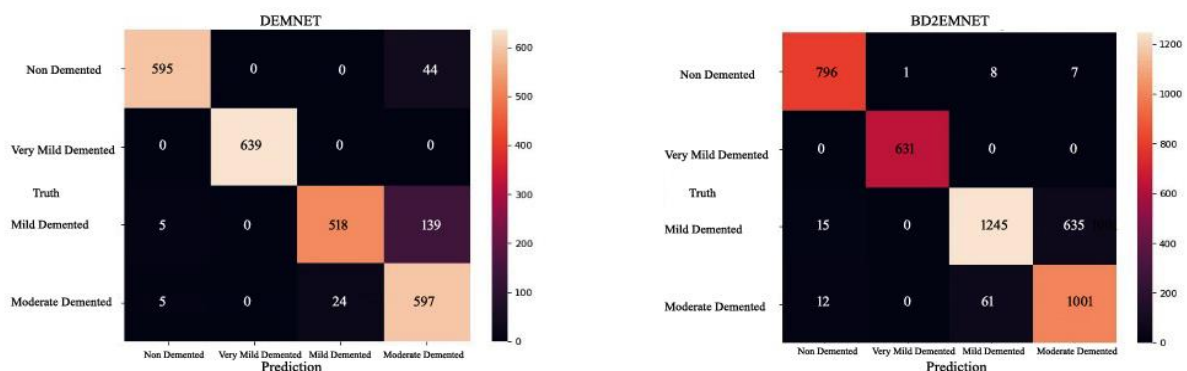 DEMNET
Non Demented
595 0 0 44
600
500
Very Mild Demented
0 639 0 0
400
Truth
300
Mild Demented
5 0 518 139
200
Moderate Demented
5 0 24 597
100
0
Non Demented Very Mild Demented Mild Demented Moderate Demented
Prediction
BD2EMNET
Non Demented
796 1 8 7
1200
1000
Very Mild Demented
0 631 0 0
800
Truth
600
Mild Demented
15 0 1245 635
400
Moderate Demented
12 0 61 1001
200
0
Non Demented Very Mild Demented Mild Demented Moderate Demented
Prediction